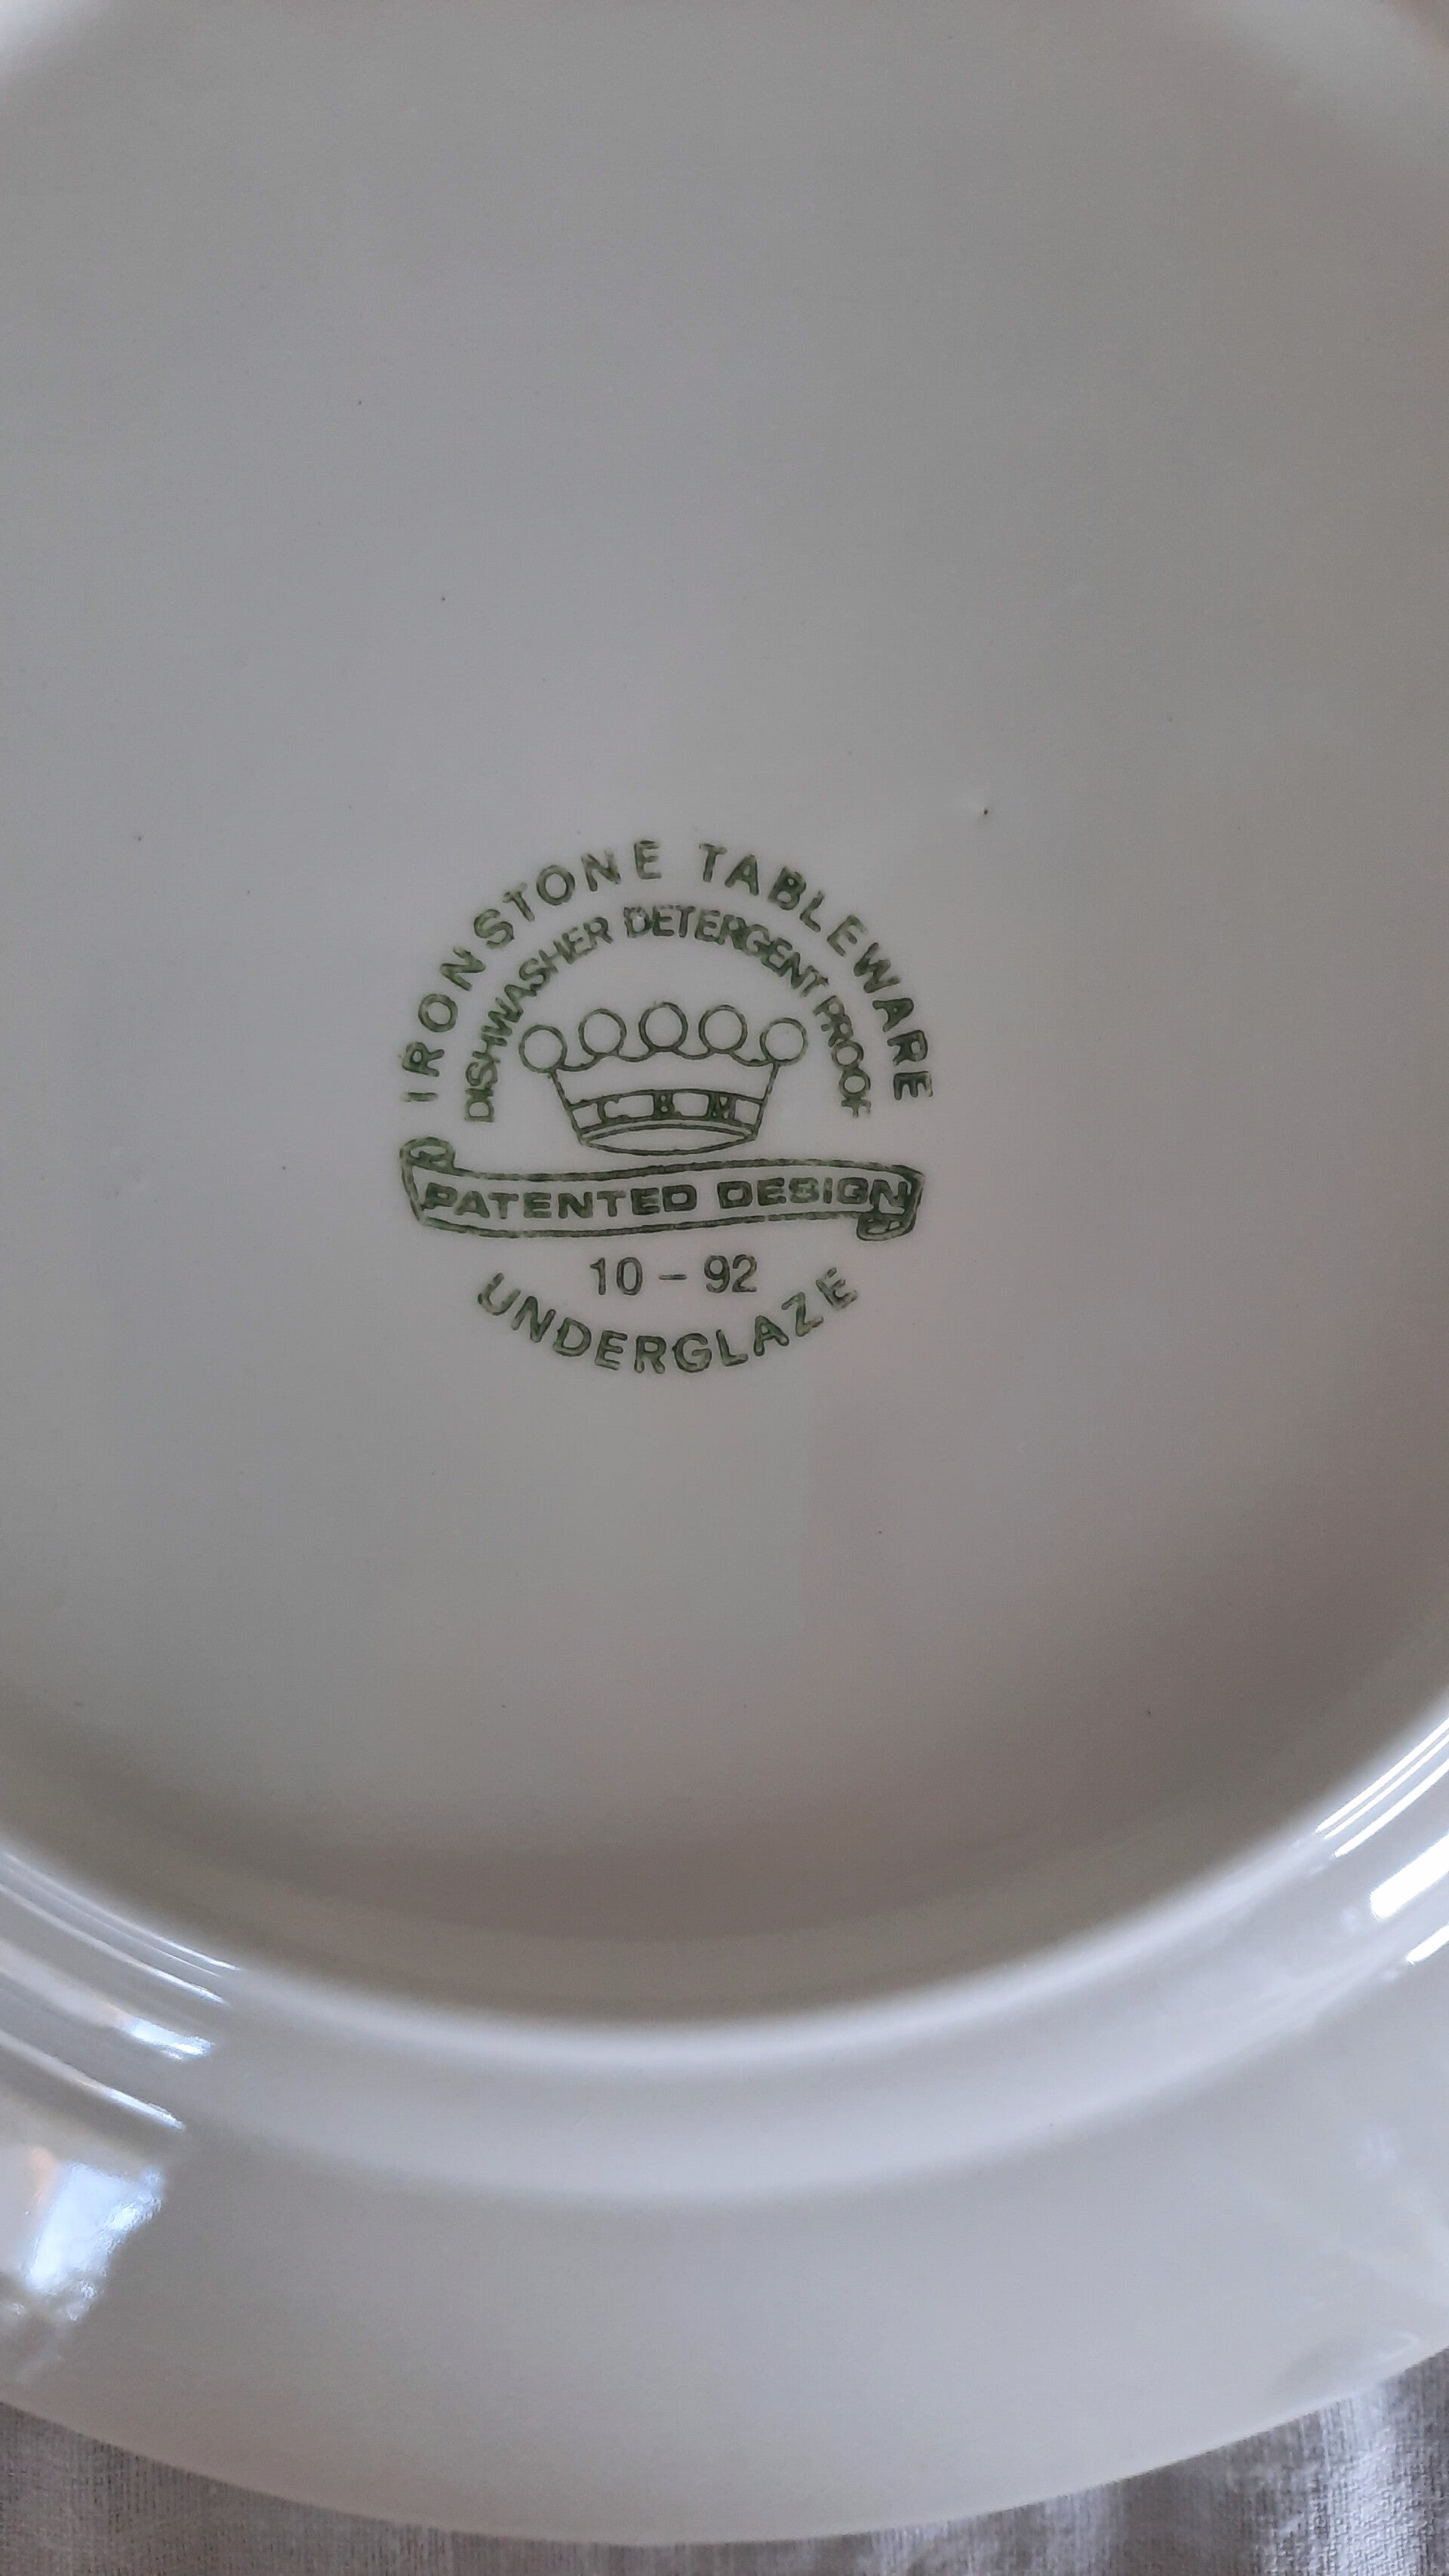 IRONSTONE TABLEWARE
DISHWASHER DETERGENT PROOF
C B M
PATENTED DESIGN
10 - 92
UNDERGLAZE